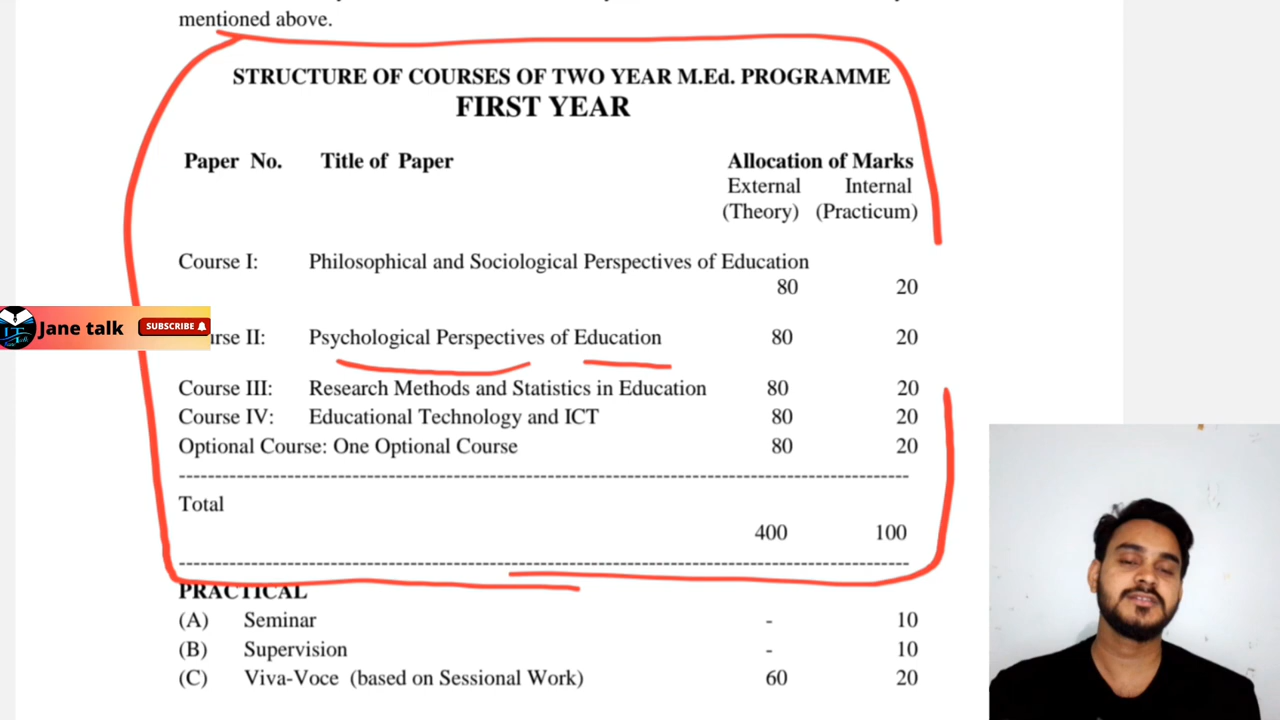 mentioned above.
STRUCTURE OF COURSES OF TWO YEAR M.Ed. PROGRAMME
FIRST YEAR
Paper No. Title of Paper Allocation of Marks
External Internal
(Theory) (Practicum)
Course I: Philosophical and Sociological Perspectives of Education
80 20
Jane talk SUBSCRIBE
rse II: Psychological Perspectives of Education 80 20
Course III: Research Methods and Statistics in Education 80 20
Course IV: Educational Technology and ICT 80 20
Optional Course: One Optional Course 80 20
Total
400 100
PRACTICAL
(A) Seminar - 10
(B) Supervision - 10
(C) Viva-Voce (based on Sessional Work) 60 20